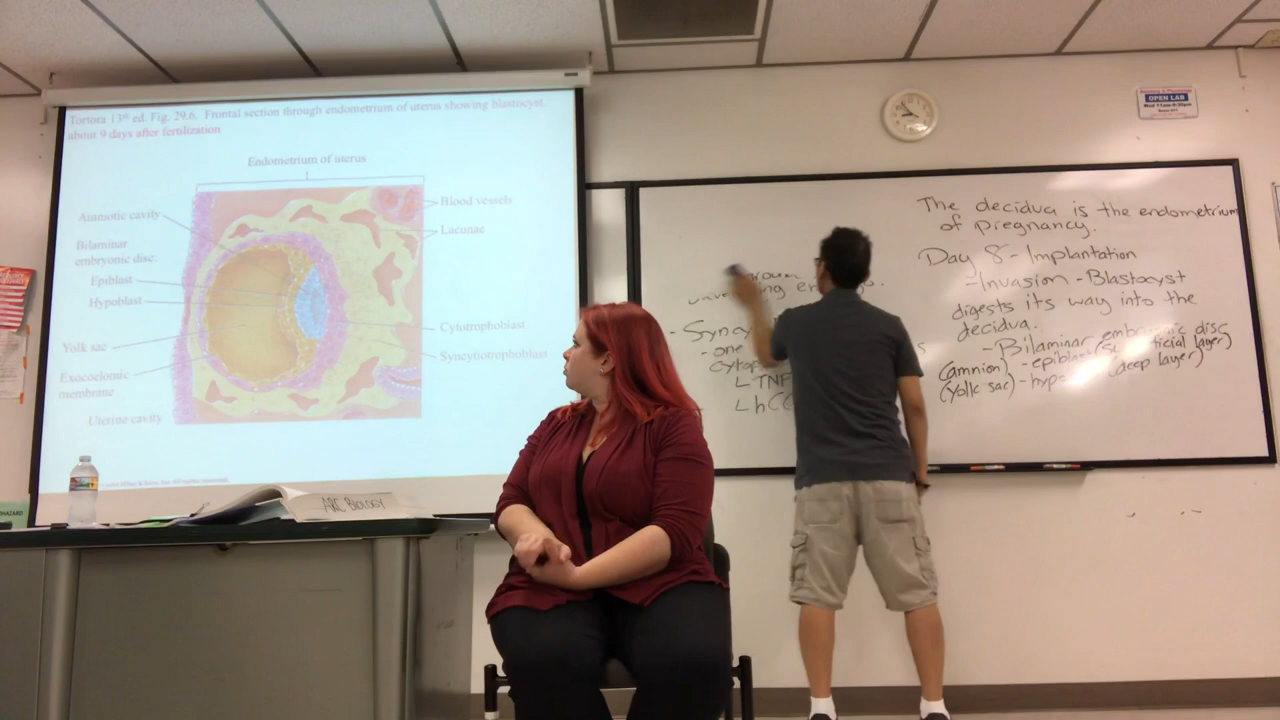 Tortora 13th ed. Fig. 29.6. Frontal section through endometrium of uterus showing blastocyst,
about 9 days after fertilization
Endometrium of uterus
Amniotic cavity
Bilaminar
embryonic disc:
Epiblast
Hypoblast
Yolk sac
Exocoelomic
membrane
Uterine cavity
Blood vessels
Lacunae
Cytotrophoblast
Syncytiotrophoblast
ARC BIOLOGY
OPEN LAB
- Syncy
- one
cytop
L TNF
L hC
The decidua is the endometrium
of pregnancy.
Day 8 - Implantation
- Invasion - Blastocyst
digests its way into the
decidua.
- Bilaminar embryonic disc
(amnion) - epiblast layer)
(Yolk sac) - hyp deep layer)